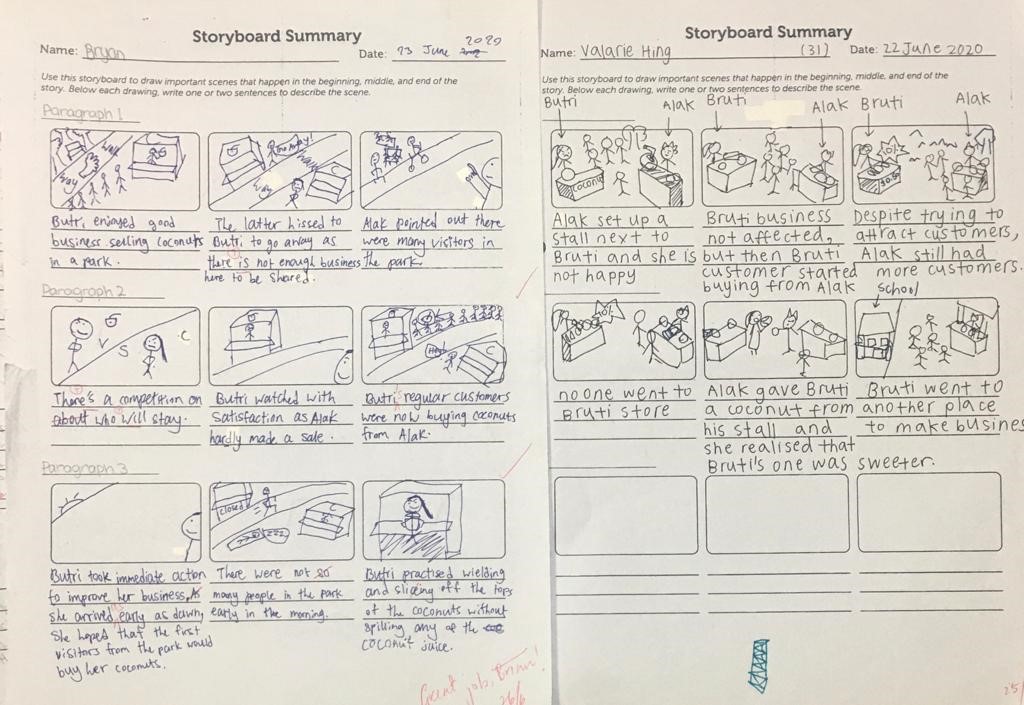 Storyboard Summary
Name: Bryan
Date: 23 June 2020
Use this storyboard to draw important scenes that happen in the beginning, middle, and end of the
story. Below each drawing, write one or two sentences to describe the scene.
Paragraph 1
Butri enjoyed good
business selling coconuts
in a park.
The latter hissed to
Butri to go away as
there is not enough business
here to be shared.
Alak pointed out there
were many visitors in
the park.
Paragraph 2
There's a competition on
about who will stay.
Butri watched with
Satisfaction as Alak
hardly made a sale.
Hey!
Butri regular customers
were now buying coconuts
from Alak.
Paragraph 3
Butri took immediate action
to improve her business, As
she arrived early as dawn,
She hoped that the first
visitors from the park would
buy her coconuts.
Closed
There were not so
many people in the park
early in the morning.
Butri practised wielding
and slicing off the tops
of the coconuts without
spilling any of the
coconut juice.
Great job, Brian!
26/6
Storyboard Summary
Name: Valarie Hing (31) Date: 22 June 2020
Use this storyboard to draw important scenes that happen in the beginning, middle, and end of the
story. Below each drawing, write one or two sentences to describe the scene.
Butri
Alak
Bruti
Alak
Bruti
Alak
Coconut
Alak set up a
stall next to
Bruti and she is
not happy
Bruti business
not affected,
but then Bruti
customer started
buying from Alak
Despite trying to
attract customers,
Alak still had
more customers.
School
no one went to
Bruti store
Alak gave Bruti
a coconut from
his stall and
she realised that
Bruti's one was sweeter.
Bruti went to
another place
to make busines
25/